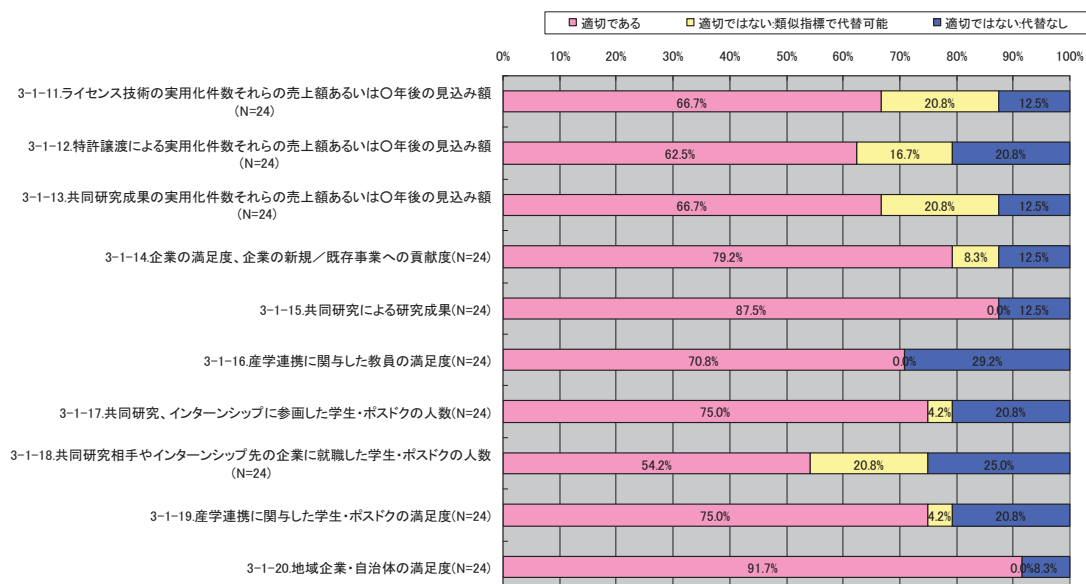 適切である 適切ではない:類似指標で代替可能 適切ではない:代替なし
0% 10% 20% 30% 40% 50% 60% 70% 80% 90% 100%
3-1-11.ライセンス技術の実用化件数それらの売上額あるいは〇年後の見込み額
(N=24)
66.7% 20.8% 12.5%
3-1-12.特許譲渡による実用化件数それらの売上額あるいは〇年後の見込み額
(N=24)
62.5% 16.7% 20.8%
3-1-13.共同研究成果の実用化件数それらの売上額あるいは〇年後の見込み額
(N=24)
66.7% 20.8% 12.5%
3-1-14.企業の満足度、企業の新規/既存事業への貢献度(N=24)
79.2% 8.3% 12.5%
3-1-15.共同研究による研究成果(N=24)
87.5% 0.0% 12.5%
3-1-16.産学連携に関与した教員の満足度(N=24)
70.8% 0.0% 29.2%
3-1-17.共同研究、インターンシップに参画した学生・ポスドクの人数(N=24)
75.0% 4.2% 20.8%
3-1-18.共同研究相手やインターンシップ先の企業に就職した学生・ポスドクの人数
(N=24)
54.2% 20.8% 25.0%
3-1-19.産学連携に関与した学生・ポスドクの満足度(N=24)
75.0% 4.2% 20.8%
3-1-20.地域企業・自治体の満足度(N=24)
91.7% 0.0% 8.3%